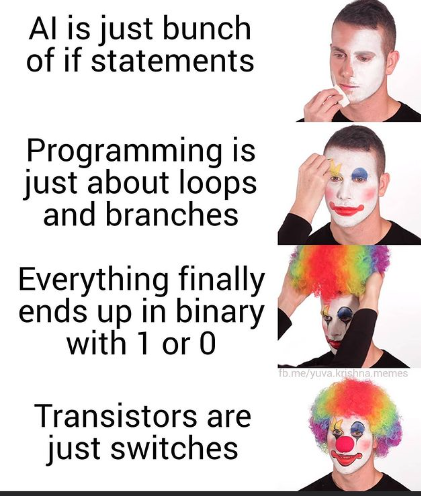 AI is just bunch
of if statements
Programming is
just about loops
and branches
Everything finally
ends up in binary
with 1 or 0
fb.me/yuva.krishna.memes
Transistors are
just switches